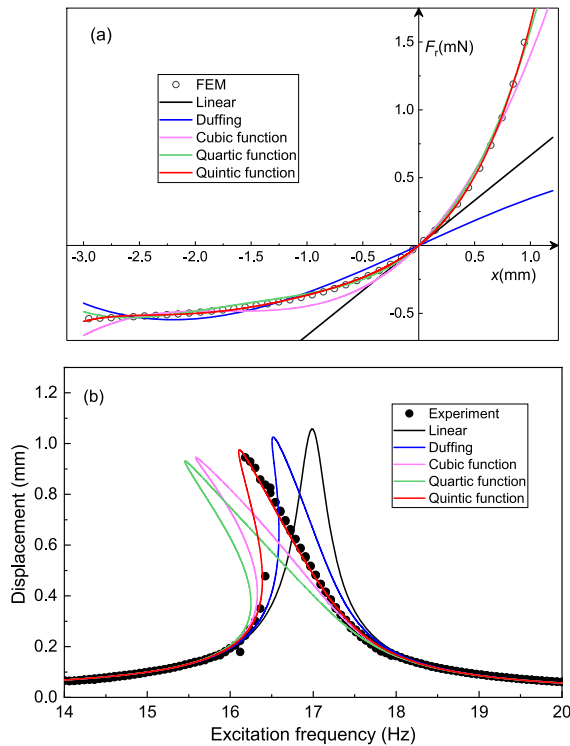 (a)
1.5
F_r(mN)
FEM
Linear
Duffing
Cubic function
Quartic function
Quintic function
1.0
0.5
-3.0 -2.5 -2.0 -1.5 -1.0 -0.5 0.0 0.5 1.0
x(mm)
-0.5
(b)
1.2
1.0
0.8
0.6
0.4
0.2
0.0
Displacement (mm)
Experiment
Linear
Duffing
Cubic function
Quartic function
Quintic function
14 15 16 17 18 19 20
Excitation frequency (Hz)